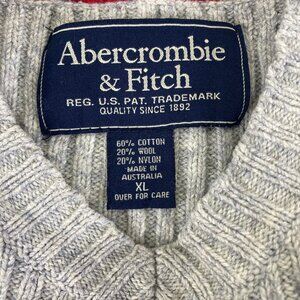 Abercrombie
& Fitch
REG. U.S. PAT. TRADEMARK
QUALITY SINCE 1892
60% COTTON
20% WOOL
20% NYLON
MADE IN
AUSTRALIA
XL
OVER FOR CARE